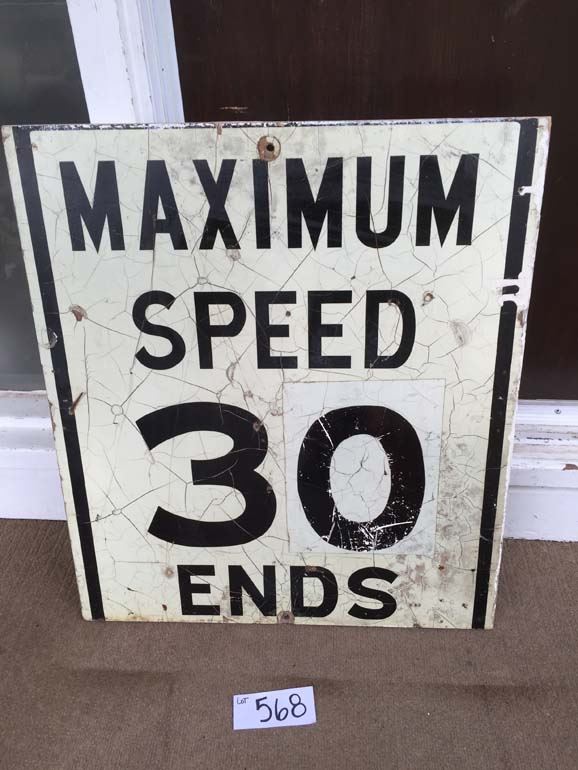 MAXIMUM
SPEED
30
ENDS
LOT 568